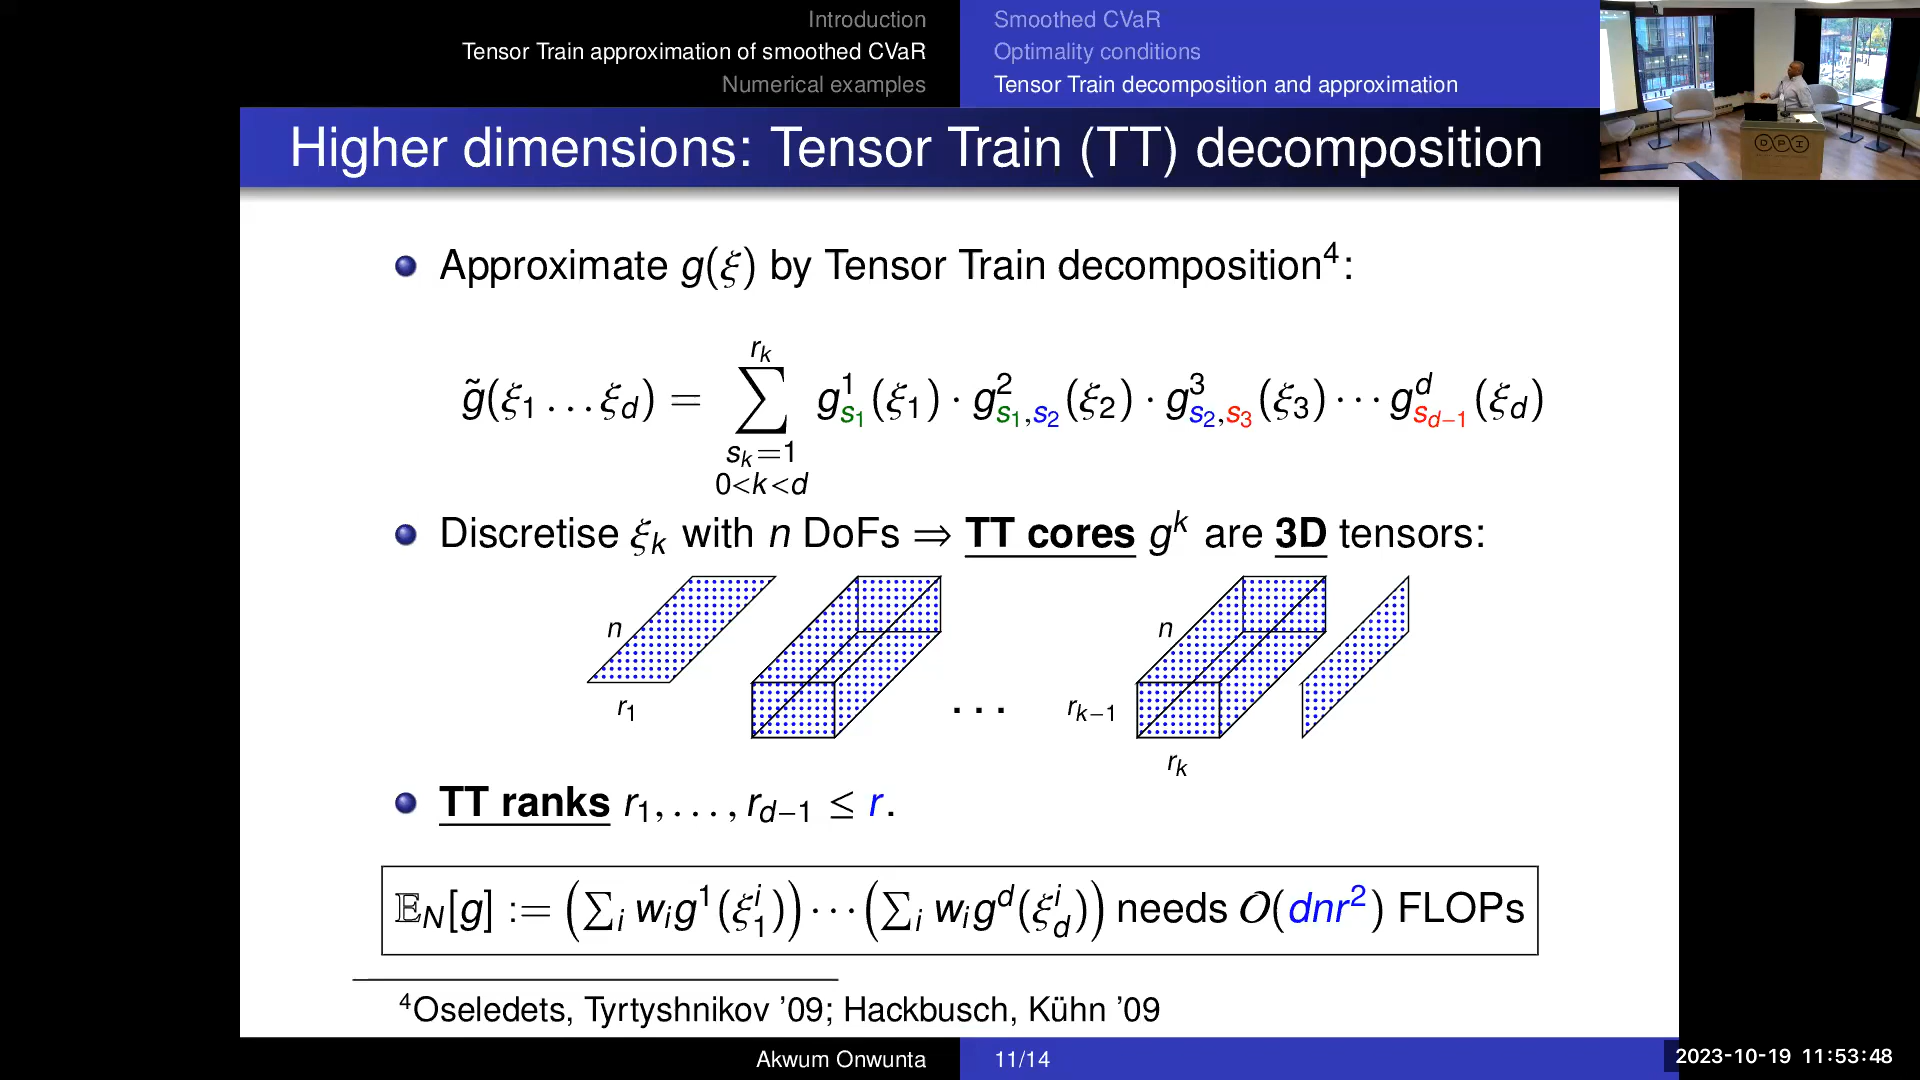 Introduction
Tensor Train approximation of smoothed CVaR
Numerical examples
Smoothed CVaR
Optimality conditions
Tensor Train decomposition and approximation
Higher dimensions: Tensor Train (TT) decomposition
DPI
Approximate g(ξ) by Tensor Train decomposition⁴:
g̃(ξ₁ … ξ_d) = ∑_{s_k=1, 0<k<d}^{r_k} g¹_{s₁}(ξ₁) · g²_{s₁,s₂}(ξ₂) · g³_{s₂,s₃}(ξ₃) ⋯ g^d_{s_{d−1}}(ξ_d)
Discretise ξ_k with n DoFs ⇒ TT cores g^k are 3D tensors:
n
r₁
. . .
n
r_{k−1}
r_k
TT ranks r₁, …, r_{d−1} ≤ r.
𝔼_N[g] := (∑_i w_i g¹(ξ₁^i)) ⋯ (∑_i w_i g^d(ξ_d^i)) needs 𝒪(dnr²) FLOPs
⁴Oseledets, Tyrtyshnikov ’09; Hackbusch, Kühn ’09
Akwum Onwunta
11/14
2023-10-19 11:53:48